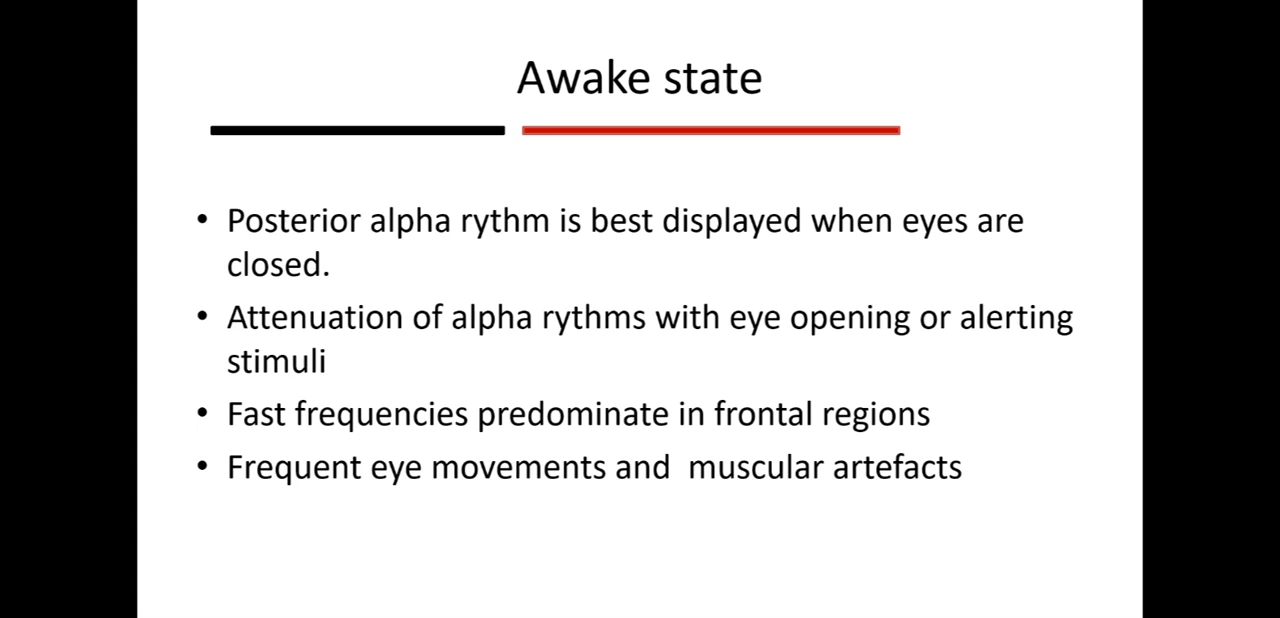 Awake state
• Posterior alpha rythm is best displayed when eyes are
closed.
• Attenuation of alpha rythms with eye opening or alerting
stimuli
• Fast frequencies predominate in frontal regions
• Frequent eye movements and  muscular artefacts